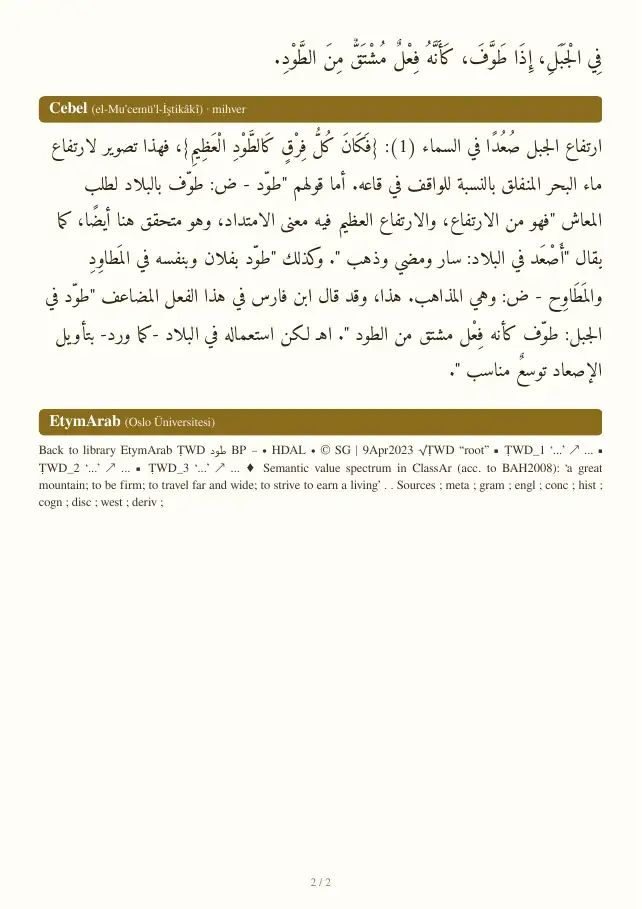 فِي الْجَبَلِ، إِذَا طَوَّفَ، كَأَنَّهُ فِعْلٌ مُشْتَقٌّ مِنَ الطَّوْدِ.
Cebel (el-Mu'cemü'l-İştikâkî) · mihver
ارتفاع الجبل صُعُدًا في السماء (1): {فَكَانَ كُلُّ فِرْقٍ كَالطَّوْدِ الْعَظِيمِ}، فهذا تصوير لارتفاع
ماء البحر المنفلق بالنسبة للواقف في قاعه. أما قولهم "طوّد - ض: طوّف بالبلاد لطلب
المعاش "فهو من الارتفاع، والارتفاع العظيم فيه معنى الامتداد، وهو متحقق هنا أيضًا، كما
يقال "أَصْعَد في البلاد: سار ومضي وذهب ". وكذلك "طوّد بفلان وبنفسه في المَطاوِدِ
والمَطَاوِح - ض: وهي المذاهب. هذا، وقد قال ابن فارس في هذا الفعل المضاعف "طوّد في
الجبل: طوّف كأنه فِعْل مشتق من الطود ". اهـ لكن استعماله في البلاد -كما ورد- بتأويل
الإصعاد توسعٌ مناسب ".
EtymArab (Oslo Üniversitesi)
Back to library EtymArab ṬWD طود BP – • HDAL • © SG | 9Apr2023 √ṬWD “root” ▪ ṬWD_1 ‘...’ ↗ ... ▪
ṬWD_2 ‘...’ ↗ ... ▪ ṬWD_3 ‘...’ ↗ ... ♦ Semantic value spectrum in ClassAr (acc. to BAH2008): ‘a great
mountain; to be firm; to travel far and wide; to strive to earn a living’ . . Sources ; meta ; gram ; engl ; conc ; hist ;
cogn ; disc ; west ; deriv ;
2 / 2